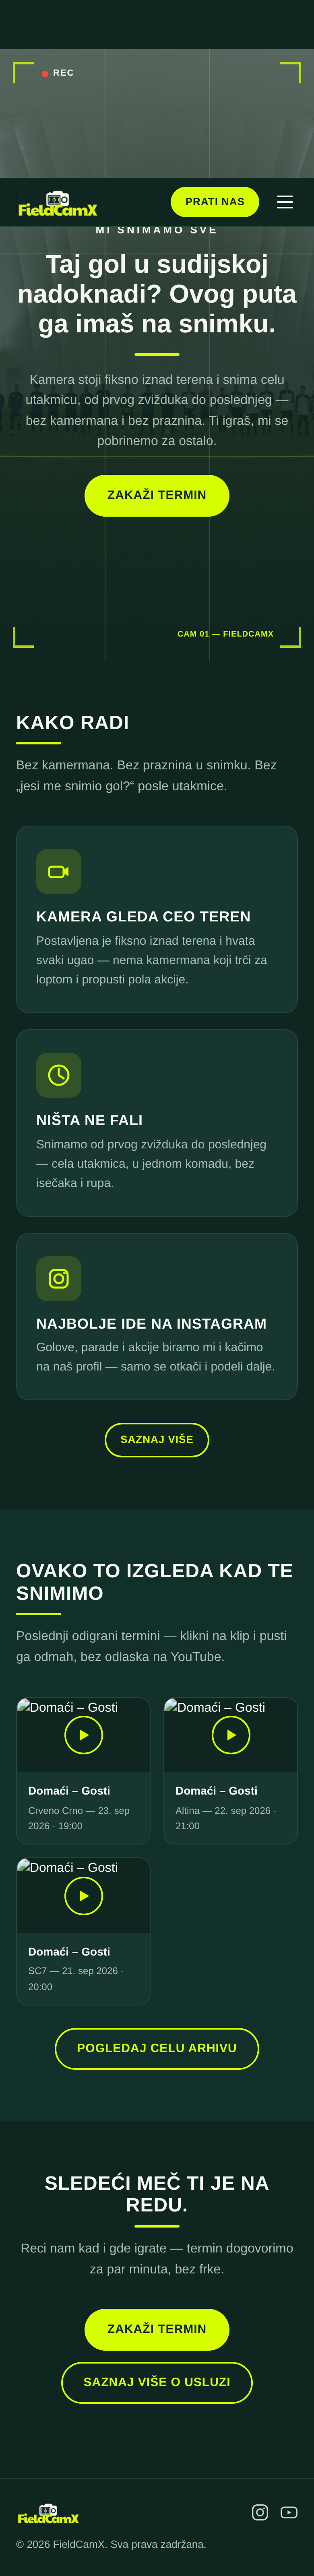 REC
FieldCamX
PRATI NAS
MI SNIMAMO SVE
Taj gol u sudijskoj
nadoknadi? Ovog puta
ga imaš na snimku.
Kamera stoji fiksno iznad terena i snima celu
utakmicu, od prvog zvižduka do poslednjeg —
bez kamermana i bez praznina. Ti igraš, mi se
pobrinemo za ostalo.
ZAKAŽI TERMIN
CAM 01 — FIELDCAMX
KAKO RADI
Bez kamermana. Bez praznina u snimku. Bez
„jesi me snimio gol?“ posle utakmice.
KAMERA GLEDA CEO TEREN
Postavljena je fiksno iznad terena i hvata
svaki ugao — nema kamermana koji trči za
loptom i propusti pola akcije.
NIŠTA NE FALI
Snimamo od prvog zvižduka do poslednjeg
— cela utakmica, u jednom komadu, bez
isečaka i rupa.
NAJBOLJE IDE NA INSTAGRAM
Golove, parade i akcije biramo mi i kačimo
na naš profil — samo se otkači i podeli dalje.
SAZNAJ VIŠE
OVAKO TO IZGLEDA KAD TE
SNIMIMO
Poslednji odigrani termini — klikni na klip i pusti
ga odmah, bez odlaska na YouTube.
Domaći – Gosti
Domaći – Gosti
Crveno Crno — 23. sep
2026 · 19:00
Domaći – Gosti
Domaći – Gosti
Altina — 22. sep 2026 ·
21:00
Domaći – Gosti
Domaći – Gosti
SC7 — 21. sep 2026 ·
20:00
POGLEDAJ CELU ARHIVU
SLEDEĆI MEČ TI JE NA
REDU.
Reci nam kad i gde igrate — termin dogovorimo
za par minuta, bez frke.
ZAKAŽI TERMIN
SAZNAJ VIŠE O USLUZI
FieldCamX
© 2026 FieldCamX. Sva prava zadržana.